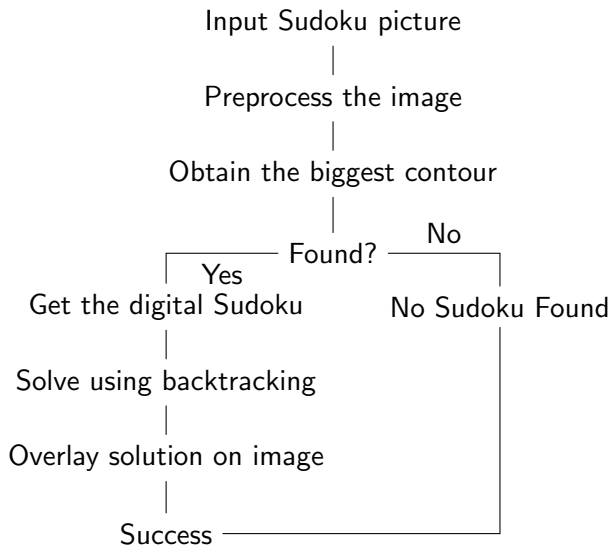 Input Sudoku picture
Preprocess the image
Obtain the biggest contour
Found?
No
Yes
Get the digital Sudoku
No Sudoku Found
Solve using backtracking
Overlay solution on image
Success